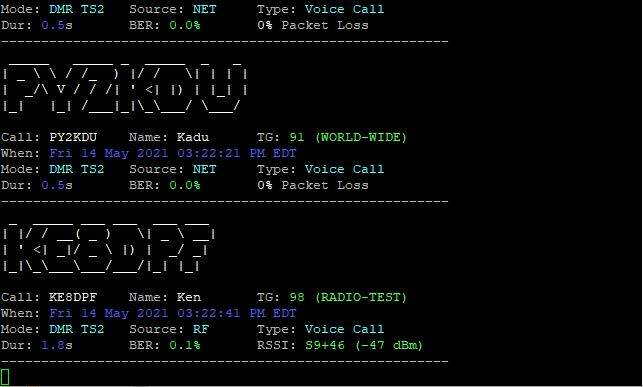 Mode: DMR TS2 Source: NET Type: Voice Call
Dur: 0.5s BER: 0.0% 0% Packet Loss
PY2KDU
Call: PY2KDU Name: Kadu TG: 91 (WORLD-WIDE)
When: Fri 14 May 2021 03:22:21 PM EDT
Mode: DMR TS2 Source: NET Type: Voice Call
Dur: 0.5s BER: 0.0% 0% Packet Loss
KE8DPF
Call: KE8DPF Name: Ken TG: 98 (RADIO-TEST)
When: Fri 14 May 2021 03:22:41 PM EDT
Mode: DMR TS2 Source: RF Type: Voice Call
Dur: 1.8s BER: 0.1% RSSI: S9+46 (-47 dBm)